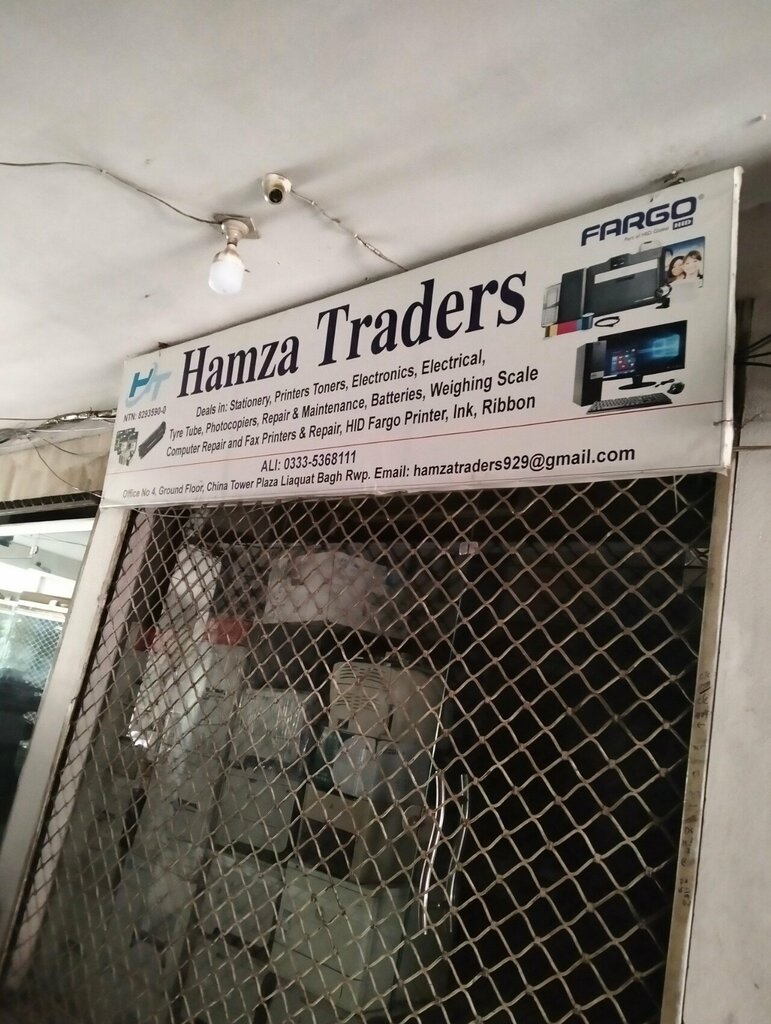 FARGO®
Part of HID Global HID
HT
Hamza Traders
NTN: 8293590-0
Deals in: Stationery, Printers Toners, Electronics, Electrical,
Tyre Tube, Photocopiers, Repair & Maintenance, Batteries, Weighing Scale
Computer Repair and Fax Printers & Repair, HID Fargo Printer, Ink, Ribbon
ALI: 0333-5368111
Office No 4, Ground Floor, China Tower Plaza Liaquat Bagh Rwp. Email: hamzatraders929@gmail.com